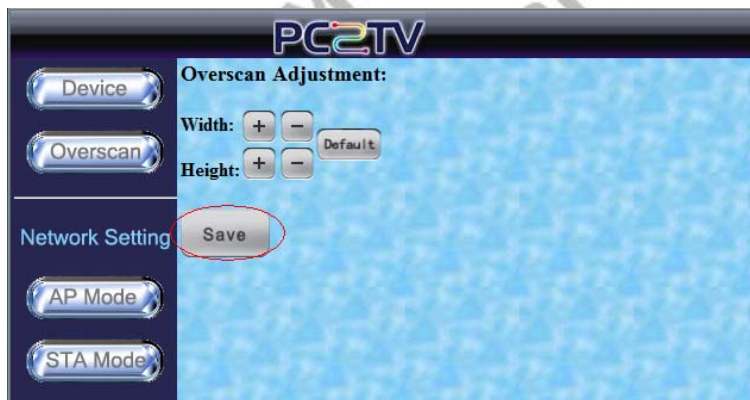 PC2TV
Device
Overscan
Network Setting
AP Mode
STA Mode
Overscan Adjustment:
Width: + -
Default
Height: + -
Save